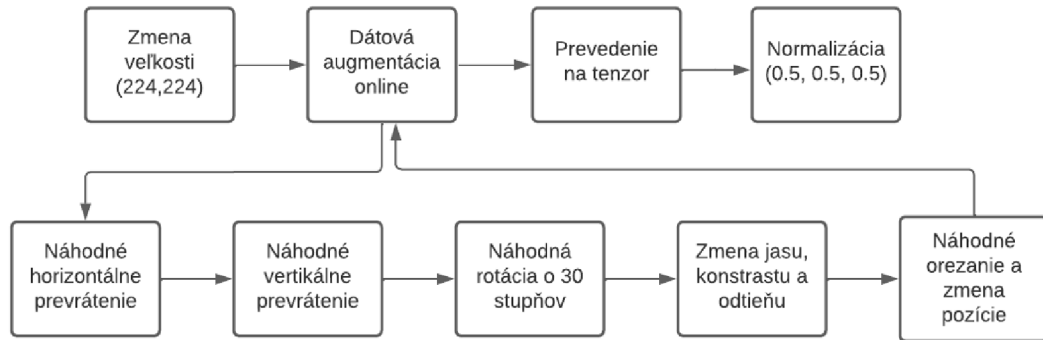 Zmena
veľkosti
(224,224)
Dátová
augmentácia
online
Prevedenie
na tenzor
Normalizácia
(0.5, 0.5, 0.5)
Náhodné
horizontálne
prevrátenie
Náhodné
vertikálne
prevrátenie
Náhodná
rotácia o 30
stupňov
Zmena jasu,
konstrastu a
odtieňu
Náhodné
orezanie a
zmena
pozície